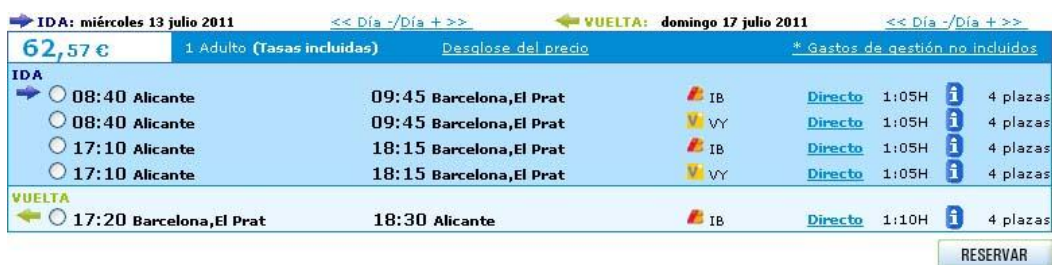 IDA: miércoles 13 julio 2011 << Día -/Día + >> VUELTA: domingo 17 julio 2011 << Día -/Día + >>
62,57 € 1 Adulto (Tasas incluidas) Desglose del precio * Gastos de gestión no incluidos
IDA
08:40 Alicante 09:45 Barcelona,El Prat IB Directo 1:05H i 4 plazas
08:40 Alicante 09:45 Barcelona,El Prat VY Directo 1:05H i 4 plazas
17:10 Alicante 18:15 Barcelona,El Prat IB Directo 1:05H i 4 plazas
17:10 Alicante 18:15 Barcelona,El Prat VY Directo 1:05H i 4 plazas
VUELTA
17:20 Barcelona,El Prat 18:30 Alicante IB Directo 1:10H i 4 plazas
RESERVAR